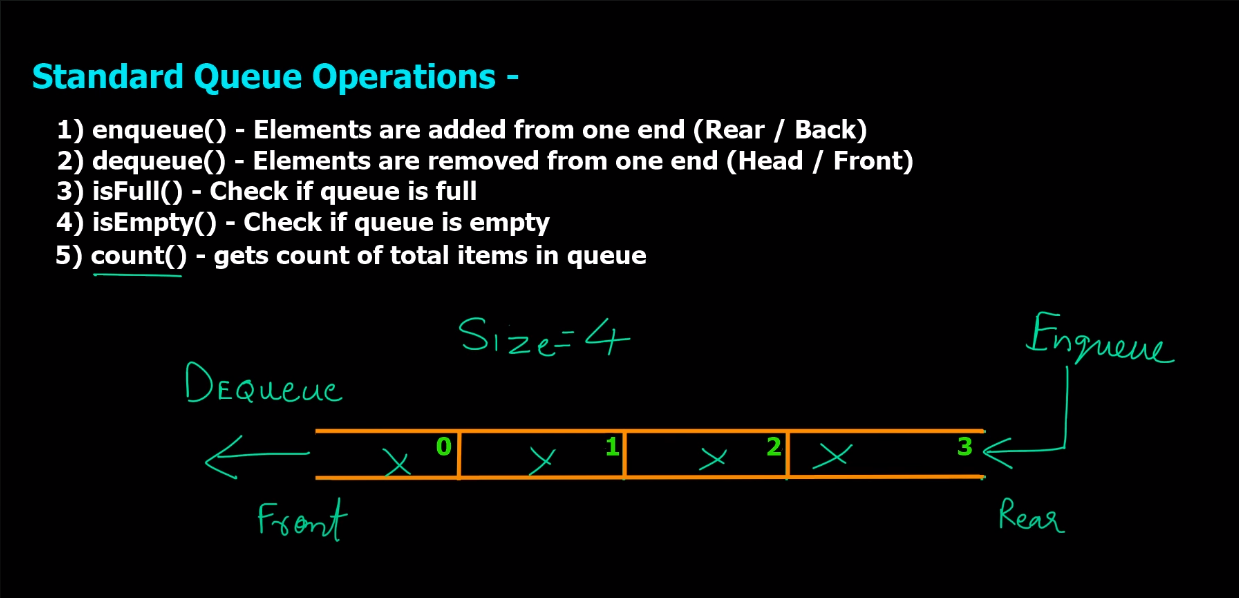 Standard Queue Operations -
1) enqueue() - Elements are added from one end (Rear / Back)
2) dequeue() - Elements are removed from one end (Head / Front)
3) isFull() - Check if queue is full
4) isEmpty() - Check if queue is empty
5) count() - gets count of total items in queue
Size=4
Enqueue
DEQueue
X 0 X 1 X 2 X 3
Front
Rear